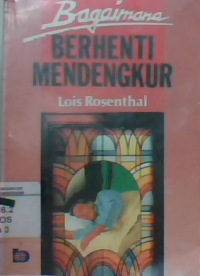 Bagaimana
BERHENTI
MENDENGKUR
Lois Rosenthal